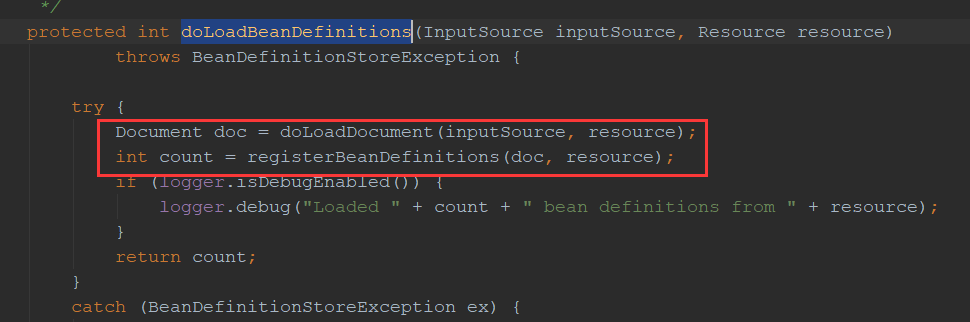 */
protected int doLoadBeanDefinitions(InputSource inputSource, Resource resource)
throws BeanDefinitionStoreException {
try {
Document doc = doLoadDocument(inputSource, resource);
int count = registerBeanDefinitions(doc, resource);
if (logger.isDebugEnabled()) {
logger.debug("Loaded " + count + " bean definitions from " + resource);
}
return count;
}
catch (BeanDefinitionStoreException ex) {